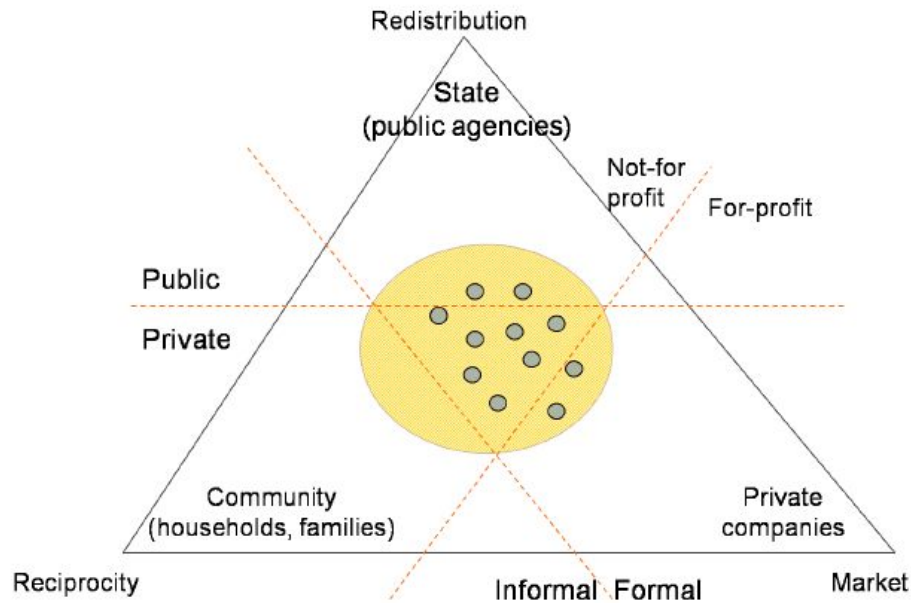 Redistribution
State
(public agencies)
Not-for
profit
For-profit
Public
Private
Community
(households, families)
Private
companies
Reciprocity
Informal
Formal
Market